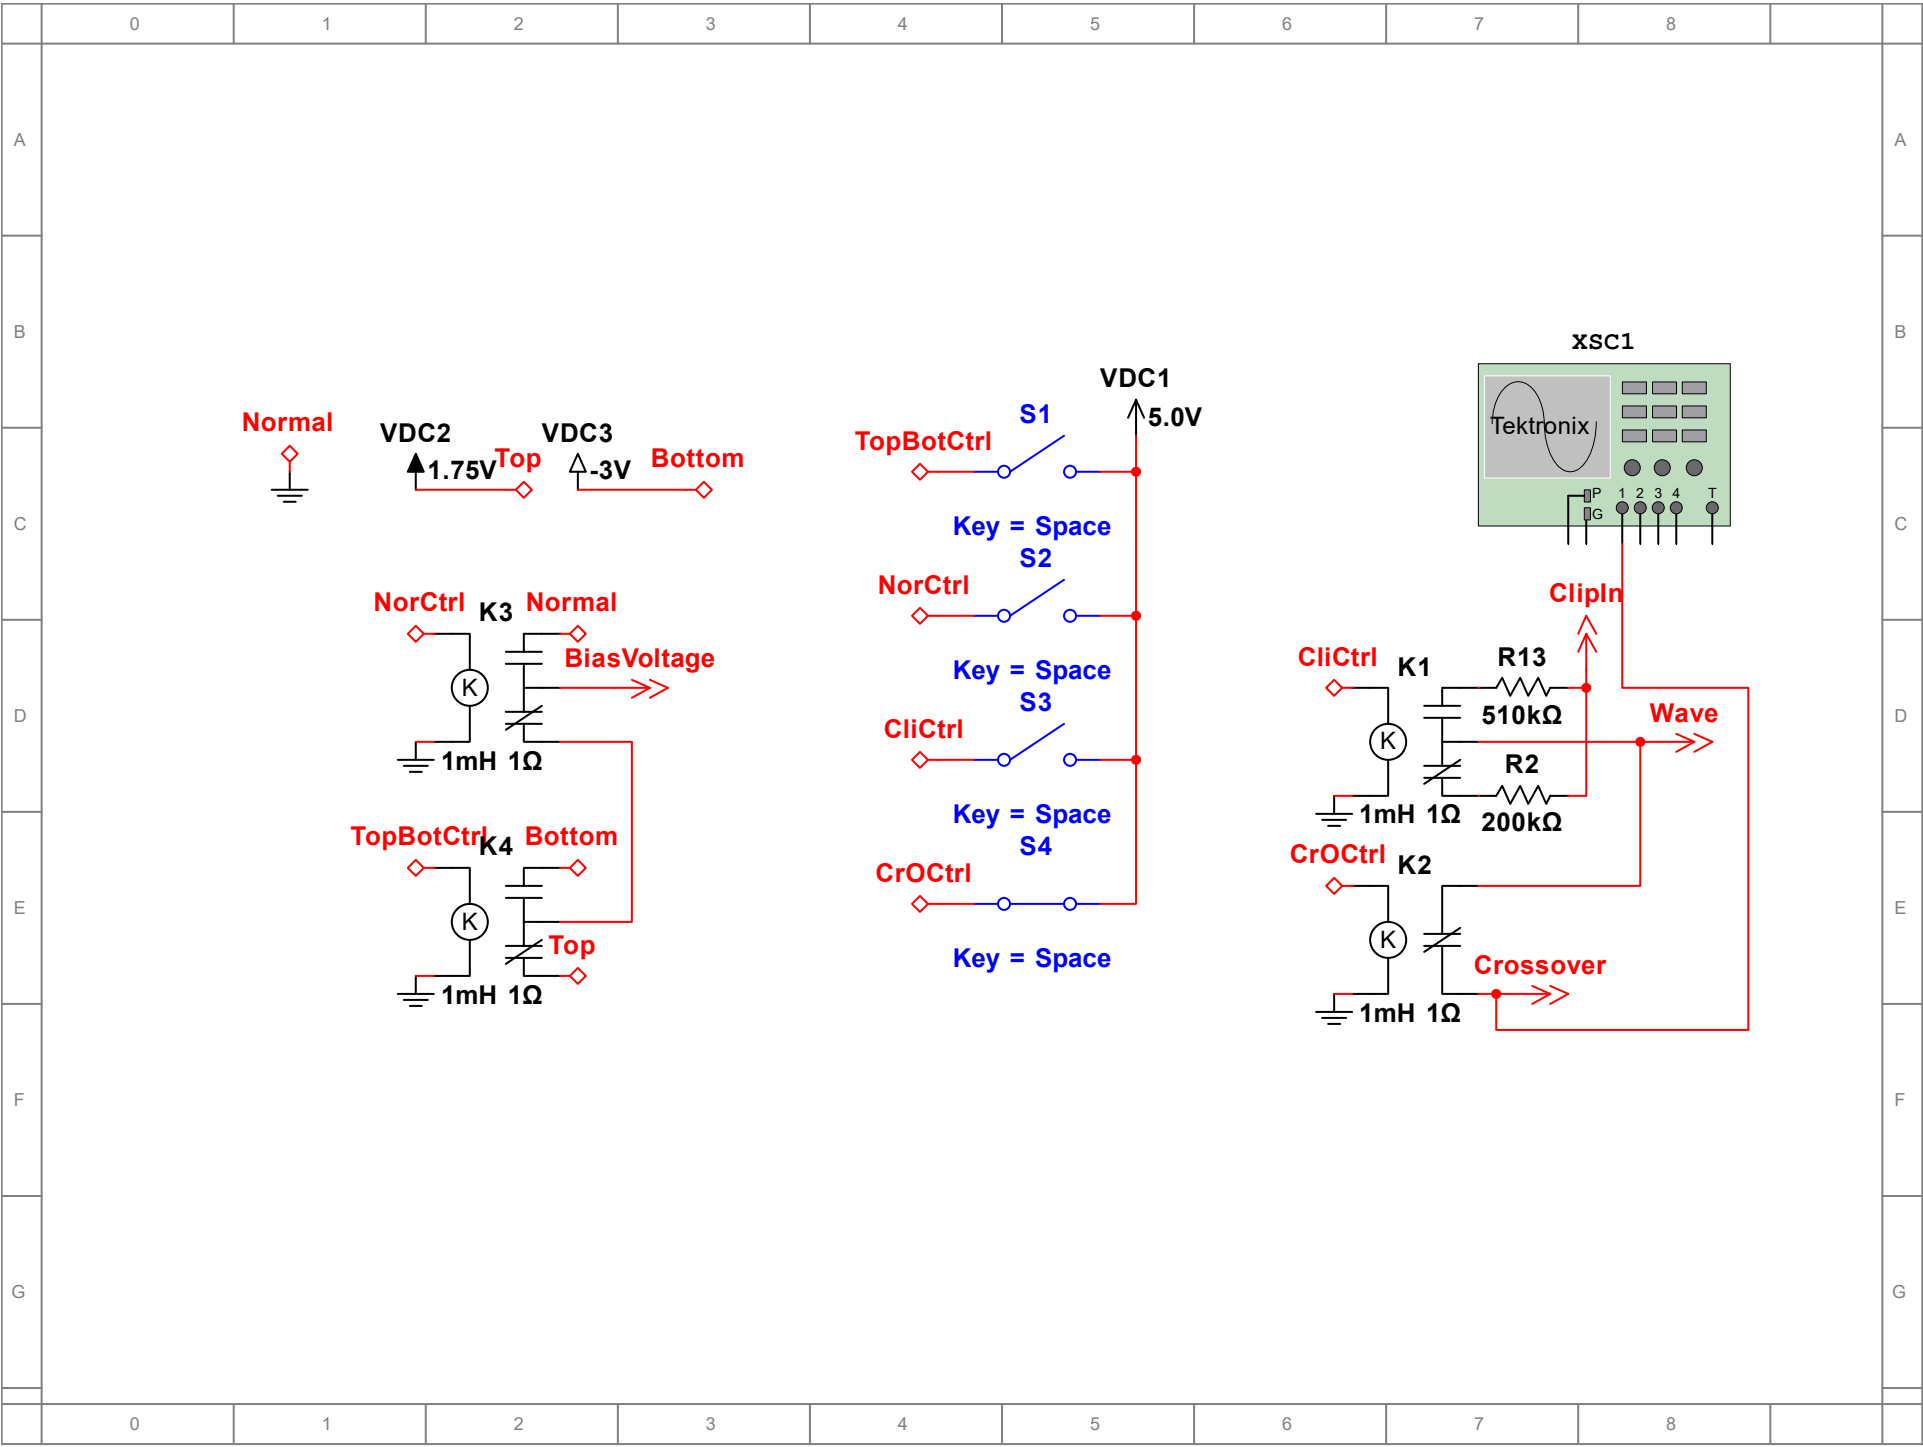 0 1 2 3 4 5 6 7 8
A A
B B
C C
D D
E E
F F
G G
Normal
VDC2
1.75V
Top
VDC3
-3V
Bottom
NorCtrl
K3
Normal
BiasVoltage
K
1mH 1Ω
TopBotCtrl
K4
Bottom
K
Top
1mH 1Ω
VDC1
5.0V
S1
TopBotCtrl
Key = Space
S2
NorCtrl
Key = Space
S3
CliCtrl
Key = Space
S4
CrOCtrl
Key = Space
XSC1
Tektronix
P 1 2 3 4 T
G
ClipIn
CliCtrl
K1
R13
510kΩ
Wave
K
R2
1mH 1Ω
200kΩ
CrOCtrl
K2
K
Crossover
1mH 1Ω
0 1 2 3 4 5 6 7 8